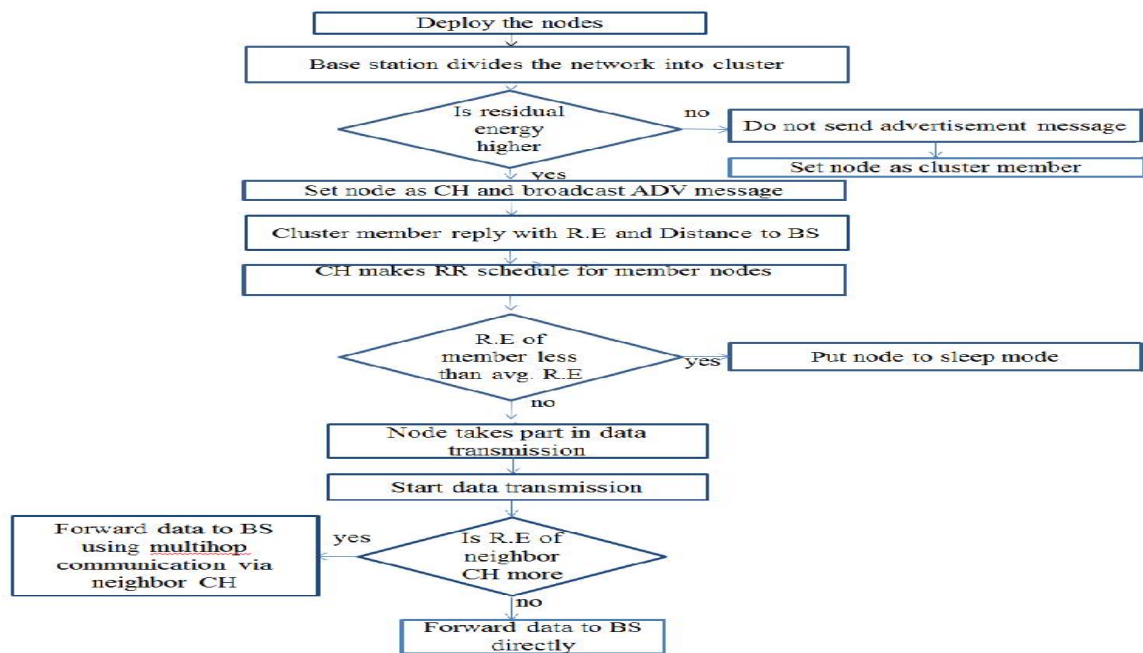 Deploy the nodes
Base station divides the network into cluster
Is residual
energy
higher
no
Do not send advertisement message
Set node as cluster member
yes
Set node as CH and broadcast ADV message
Cluster member reply with R.E and Distance to BS
CH makes RR schedule for member nodes
R.E of
member less
than avg. R.E
yes
Put node to sleep mode
no
Node takes part in data
transmission
Start data transmission
Is R.E of
neighbor
CH more
yes
Forward data to BS
using multihop
communication via
neighbor CH
no
Forward data to BS
directly